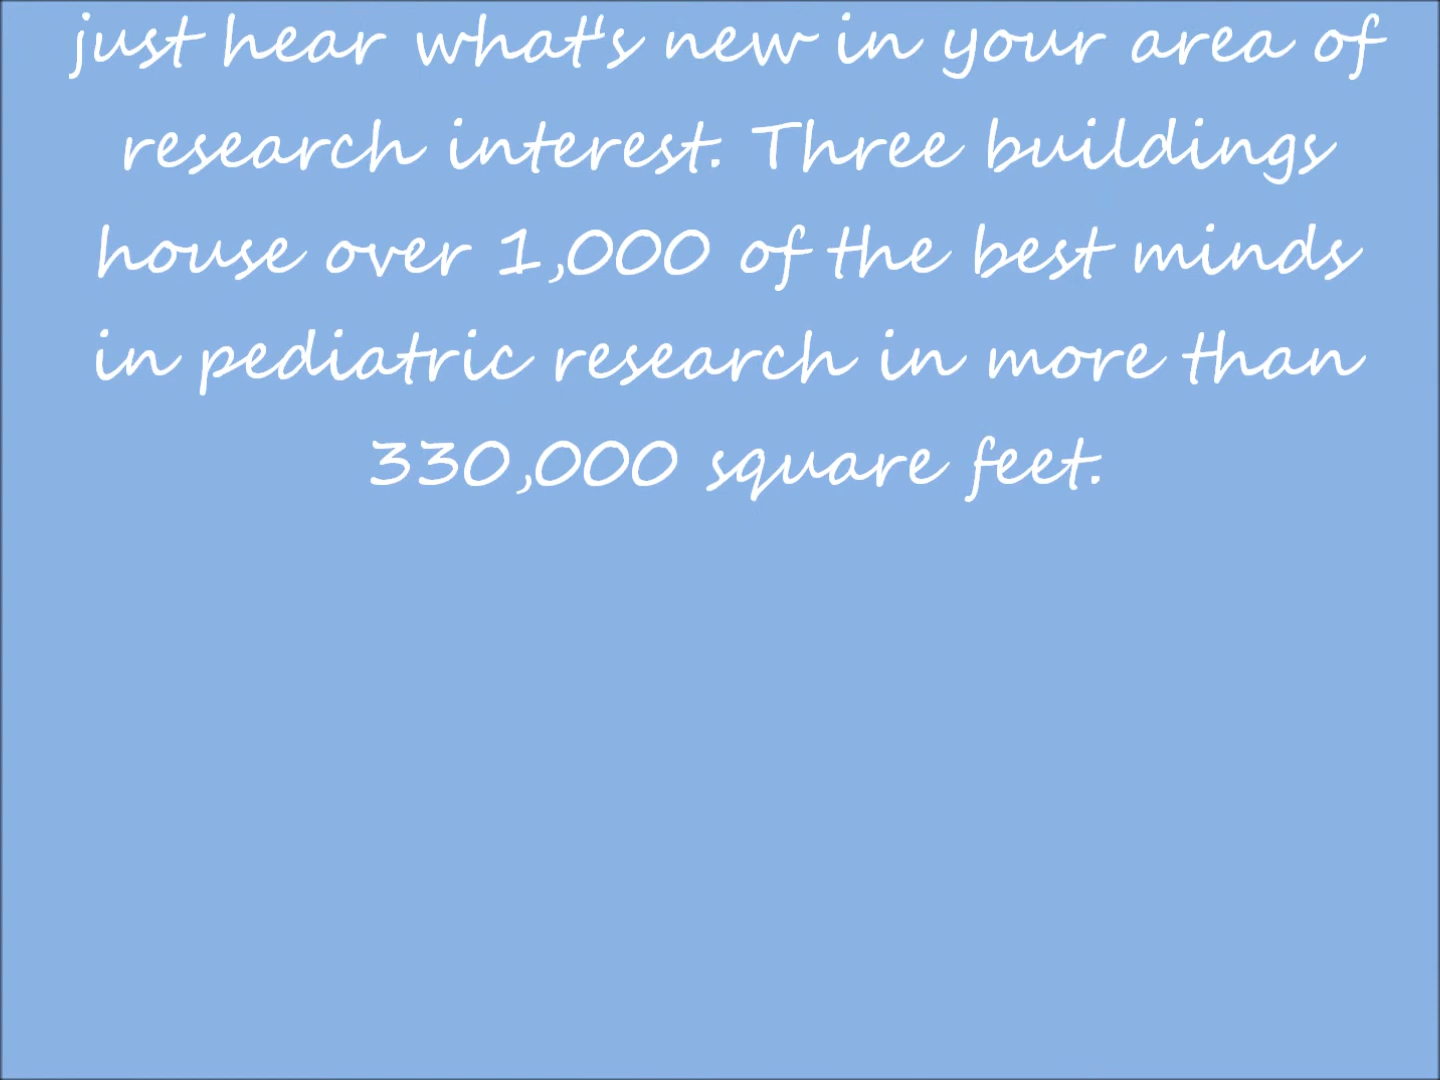 just hear what's new in your area of
research interest. Three buildings
house over 1,000 of the best minds
in pediatric research in more than
330,000 square feet.